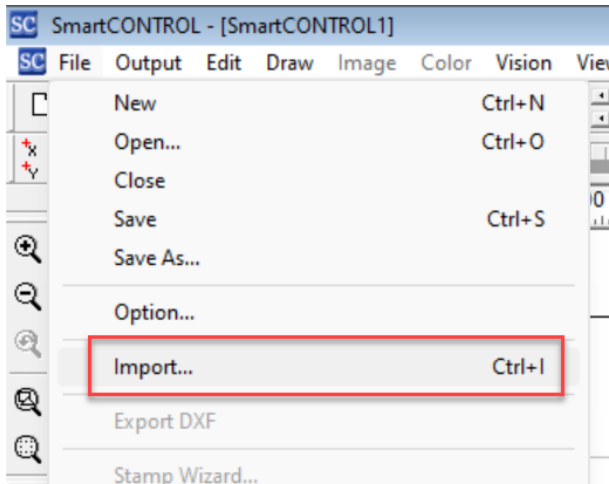 SC SmartCONTROL - [SmartCONTROL1]
SC File Output Edit Draw Image Color Vision View
New Ctrl+N
Open... Ctrl+O
Close
Save Ctrl+S
Save As...
Option...
Import... Ctrl+I
Export DXF
Stamp Wizard...